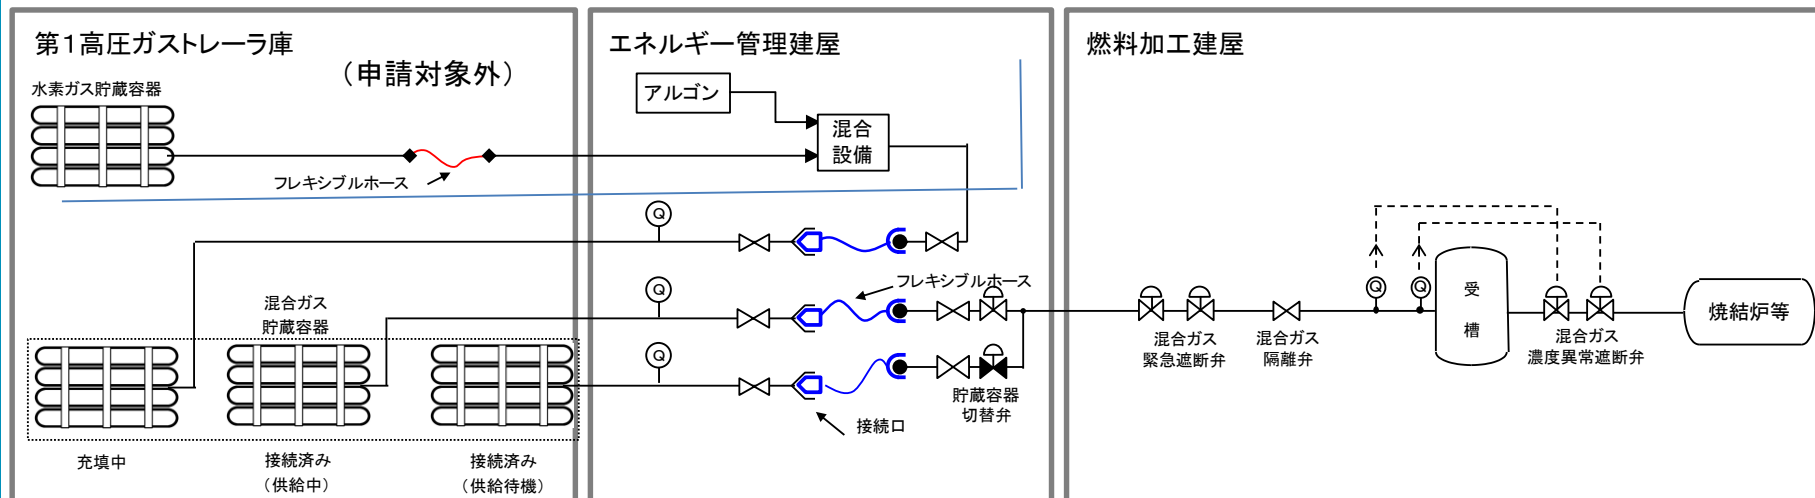 第１高圧ガストレーラ庫
（申請対象外）
水素ガス貯蔵容器
フレキシブルホース
混合ガス
貯蔵容器
充填中
接続済み
（供給中）
接続済み
（供給待機）
エネルギー管理建屋
アルゴン
混合
設備
Q
フレキシブルホース
Q
Q
貯蔵容器
切替弁
接続口
燃料加工建屋
混合ガス
緊急遮断弁
混合ガス
隔離弁
Q
Q
受
槽
混合ガス
濃度異常遮断弁
焼結炉等